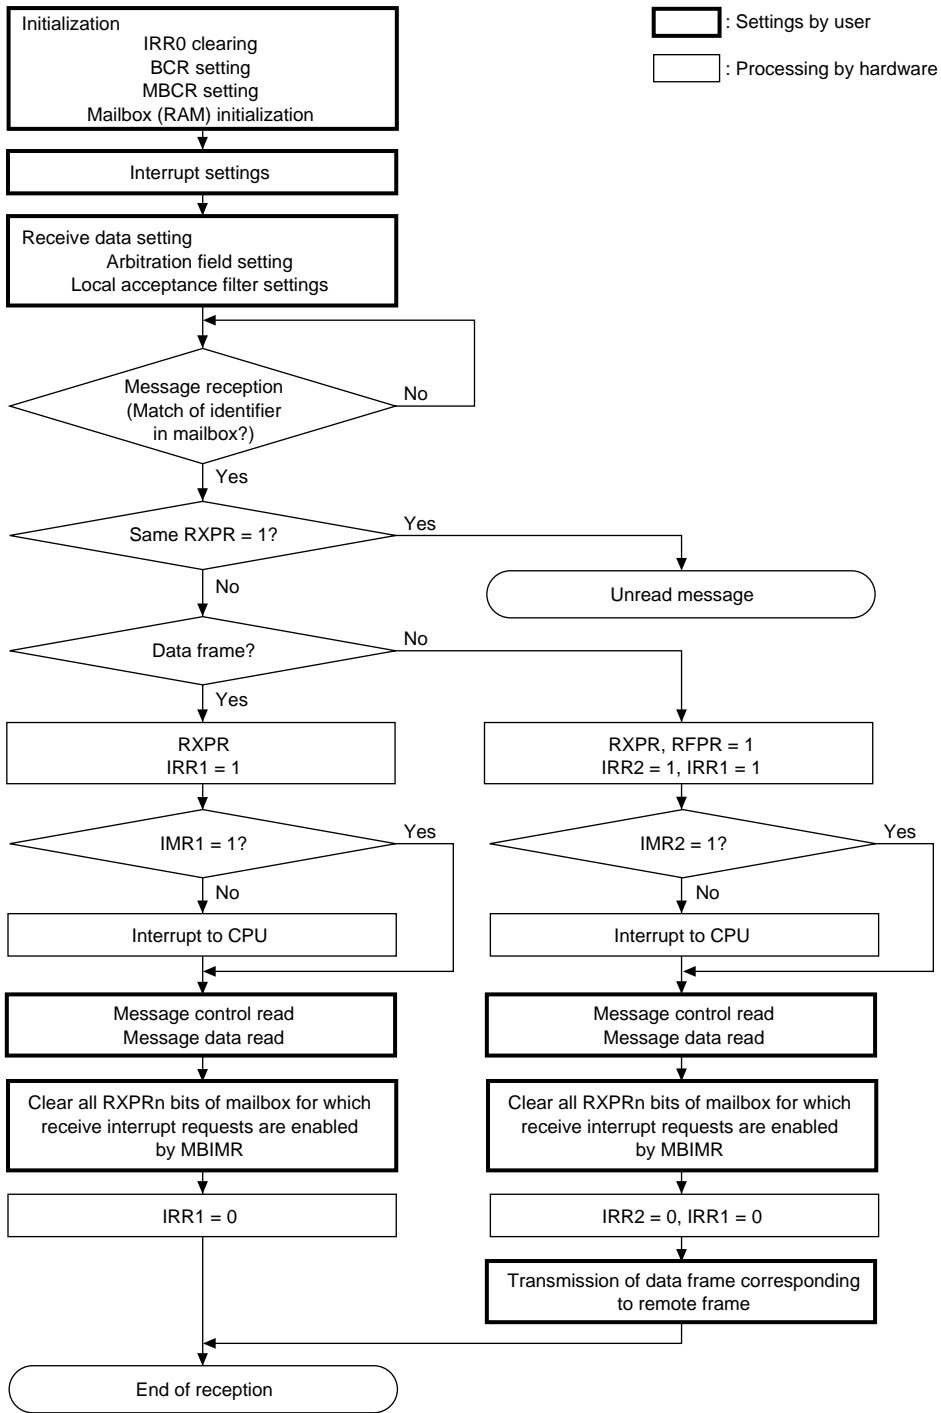 Initialization
IRR0 clearing
BCR setting
MBCR setting
Mailbox (RAM) initialization
: Settings by user
: Processing by hardware
Interrupt settings
Receive data setting
Arbitration field setting
Local acceptance filter settings
Message reception
(Match of identifier
in mailbox?)
No
Yes
Same RXPR = 1?
Yes
No
Unread message
Data frame?
No
Yes
RXPR
IRR1 = 1
RXPR, RFPR = 1
IRR2 = 1, IRR1 = 1
IMR1 = 1?
Yes
No
IMR2 = 1?
Yes
No
Interrupt to CPU
Interrupt to CPU
Message control read
Message data read
Message control read
Message data read
Clear all RXPRn bits of mailbox for which
receive interrupt requests are enabled
by MBIMR
Clear all RXPRn bits of mailbox for which
receive interrupt requests are enabled
by MBIMR
IRR1 = 0
IRR2 = 0, IRR1 = 0
Transmission of data frame corresponding
to remote frame
End of reception